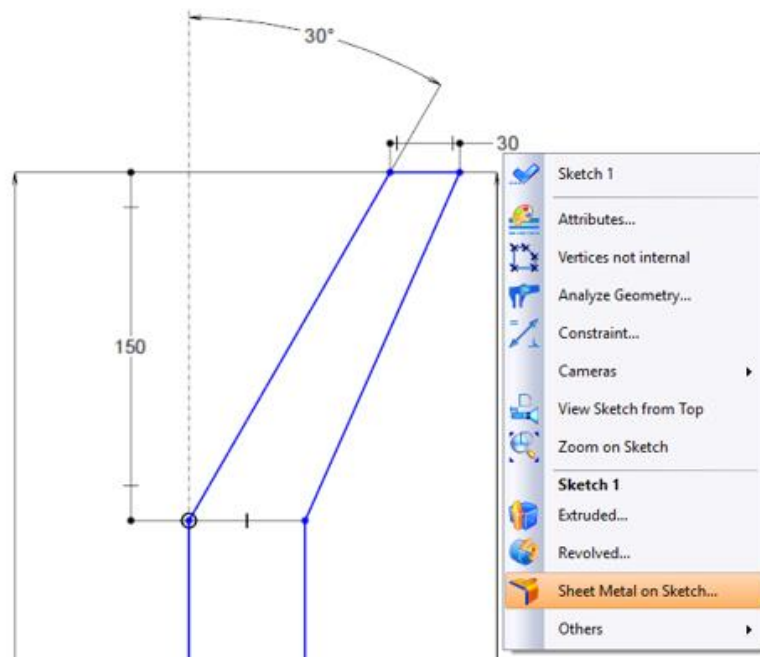 30°
30
150
Sketch 1
Attributes...
Vertices not internal
Analyze Geometry...
Constraint...
Cameras
View Sketch from Top
Zoom on Sketch
Sketch 1
Extruded...
Revolved...
Sheet Metal on Sketch...
Others